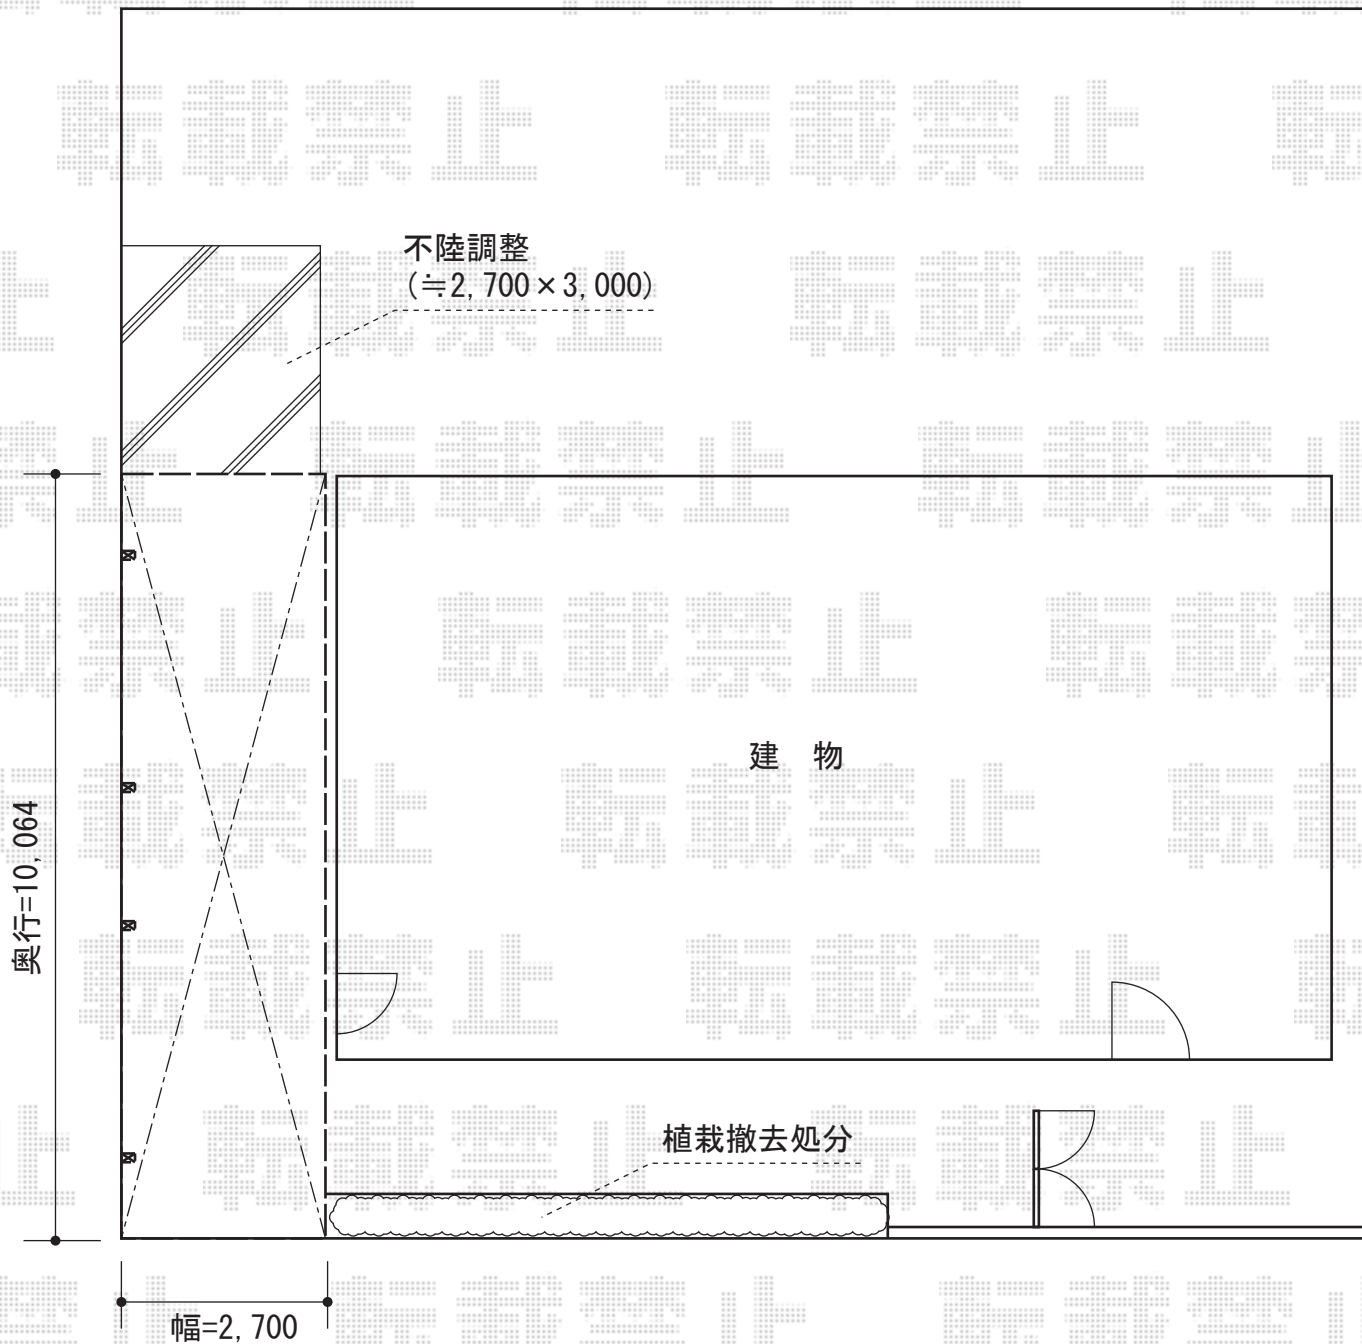 不陸調整
(≒2,700×3,000)
建 物
奥行=10,064
植栽撤去処分
幅=2,700
転載禁止